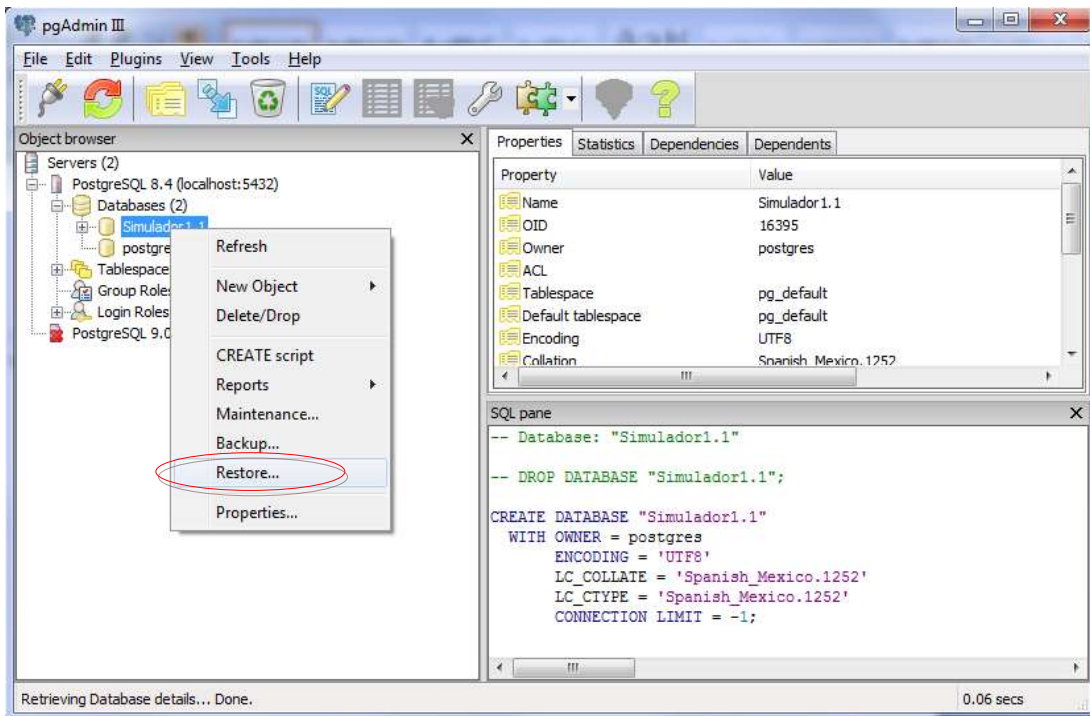 pgAdmin III
File Edit Plugins View Tools Help
SQL
Object browser
Servers (2)
PostgreSQL 8.4 (localhost:5432)
Databases (2)
Simulador1.1
postgre
Tablespace
Group Roles
Login Roles
PostgreSQL 9.0
Refresh
New Object
Delete/Drop
CREATE script
Reports
Maintenance...
Backup...
Restore...
Properties...
Properties Statistics Dependencies Dependents
Property Value
Name Simulador1.1
OID 16395
Owner postgres
ACL
Tablespace pg_default
Default tablespace pg_default
Encoding UTF8
Collation Spanish_Mexico.1252
SQL pane
-- Database: "Simulador1.1"
-- DROP DATABASE "Simulador1.1";
CREATE DATABASE "Simulador1.1"
WITH OWNER = postgres
ENCODING = 'UTF8'
LC_COLLATE = 'Spanish_Mexico.1252'
LC_CTYPE = 'Spanish_Mexico.1252'
CONNECTION LIMIT = -1;
Retrieving Database details... Done. 0.06 secs